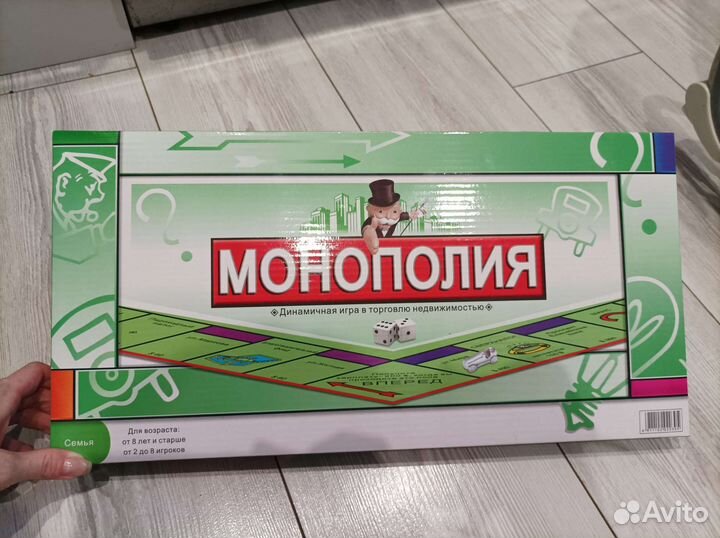 МОНОПОЛИЯ
Динамичная игра в торговлю недвижимостью
ВПЕРЕД
Семья
Для возраста:
от 8 лет и старше
от 2 до 8 игроков
Avito